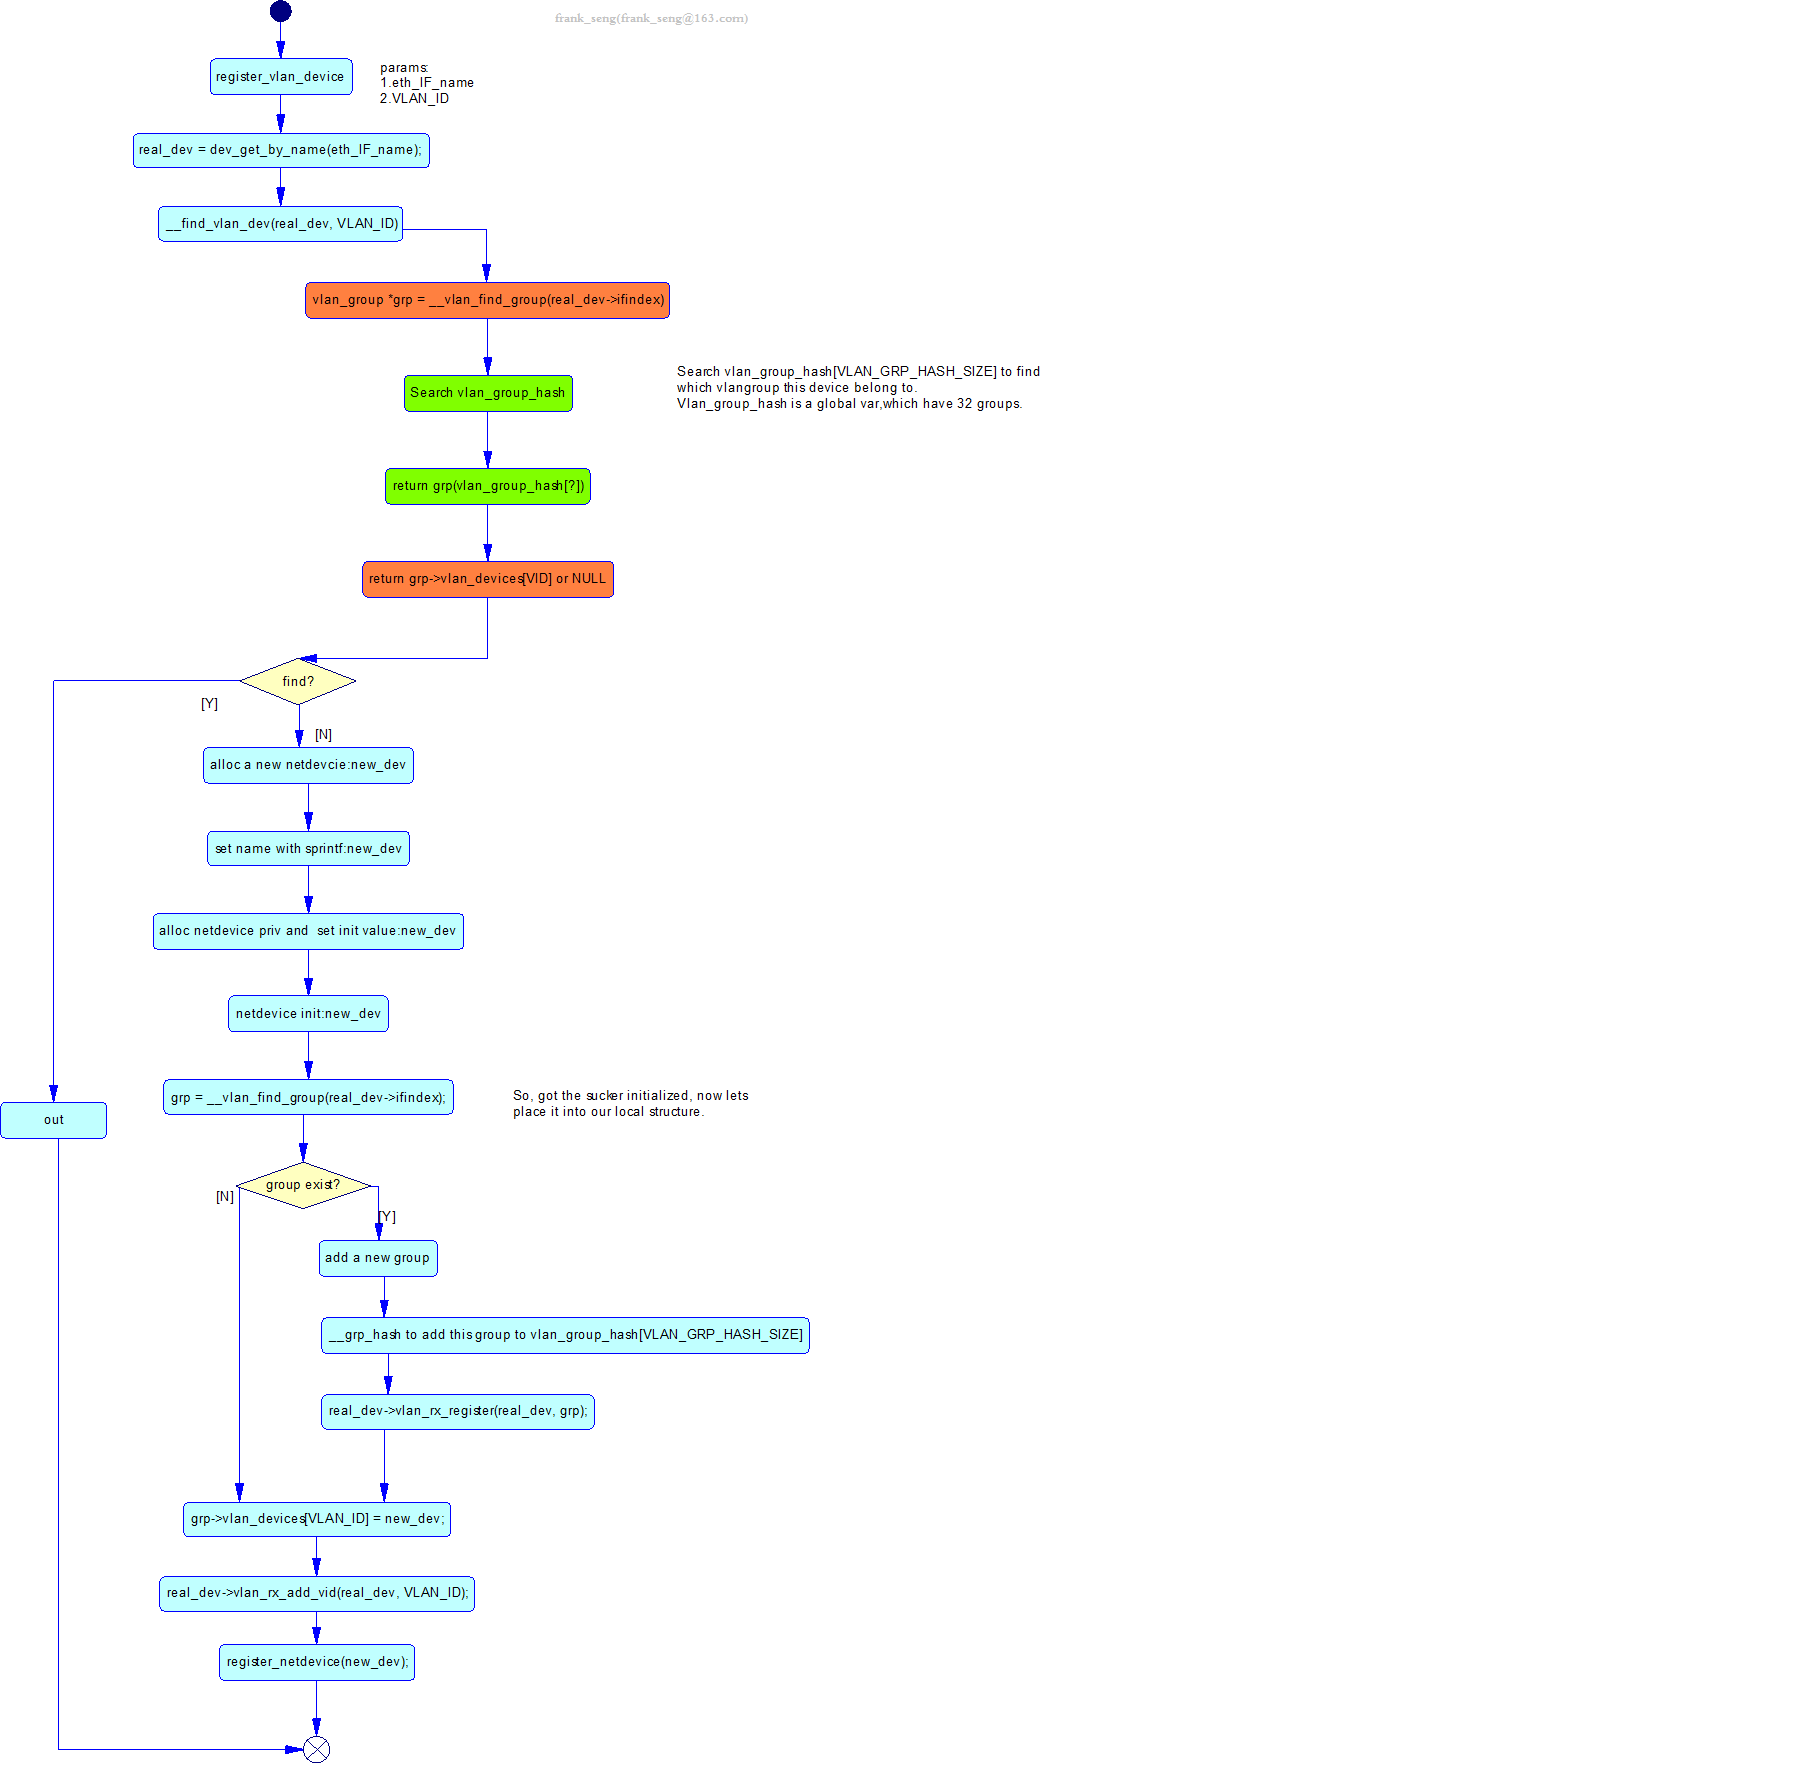 frank_seng(frank_seng@163.com)
register_vlan_device
params:
1.eth_IF_name
2.VLAN_ID
real_dev = dev_get_by_name(eth_IF_name);
__find_vlan_dev(real_dev, VLAN_ID)
vlan_group *grp = __vlan_find_group(real_dev->ifindex)
Search vlan_group_hash[VLAN_GRP_HASH_SIZE] to find
which vlangroup this device belong to.
Vlan_group_hash is a global var,which have 32 groups.
Search vlan_group_hash
return grp(vlan_group_hash[?])
return grp->vlan_devices[VID] or NULL
find?
[Y]
[N]
alloc a new netdevcie:new_dev
set name with sprintf:new_dev
alloc netdevice priv and  set init value:new_dev
netdevice init:new_dev
grp = __vlan_find_group(real_dev->ifindex);
So, got the sucker initialized, now lets
place it into our local structure.
out
group exist?
[N]
[Y]
add a new group
__grp_hash to add this group to vlan_group_hash[VLAN_GRP_HASH_SIZE]
real_dev->vlan_rx_register(real_dev, grp);
grp->vlan_devices[VLAN_ID] = new_dev;
real_dev->vlan_rx_add_vid(real_dev, VLAN_ID);
register_netdevice(new_dev);